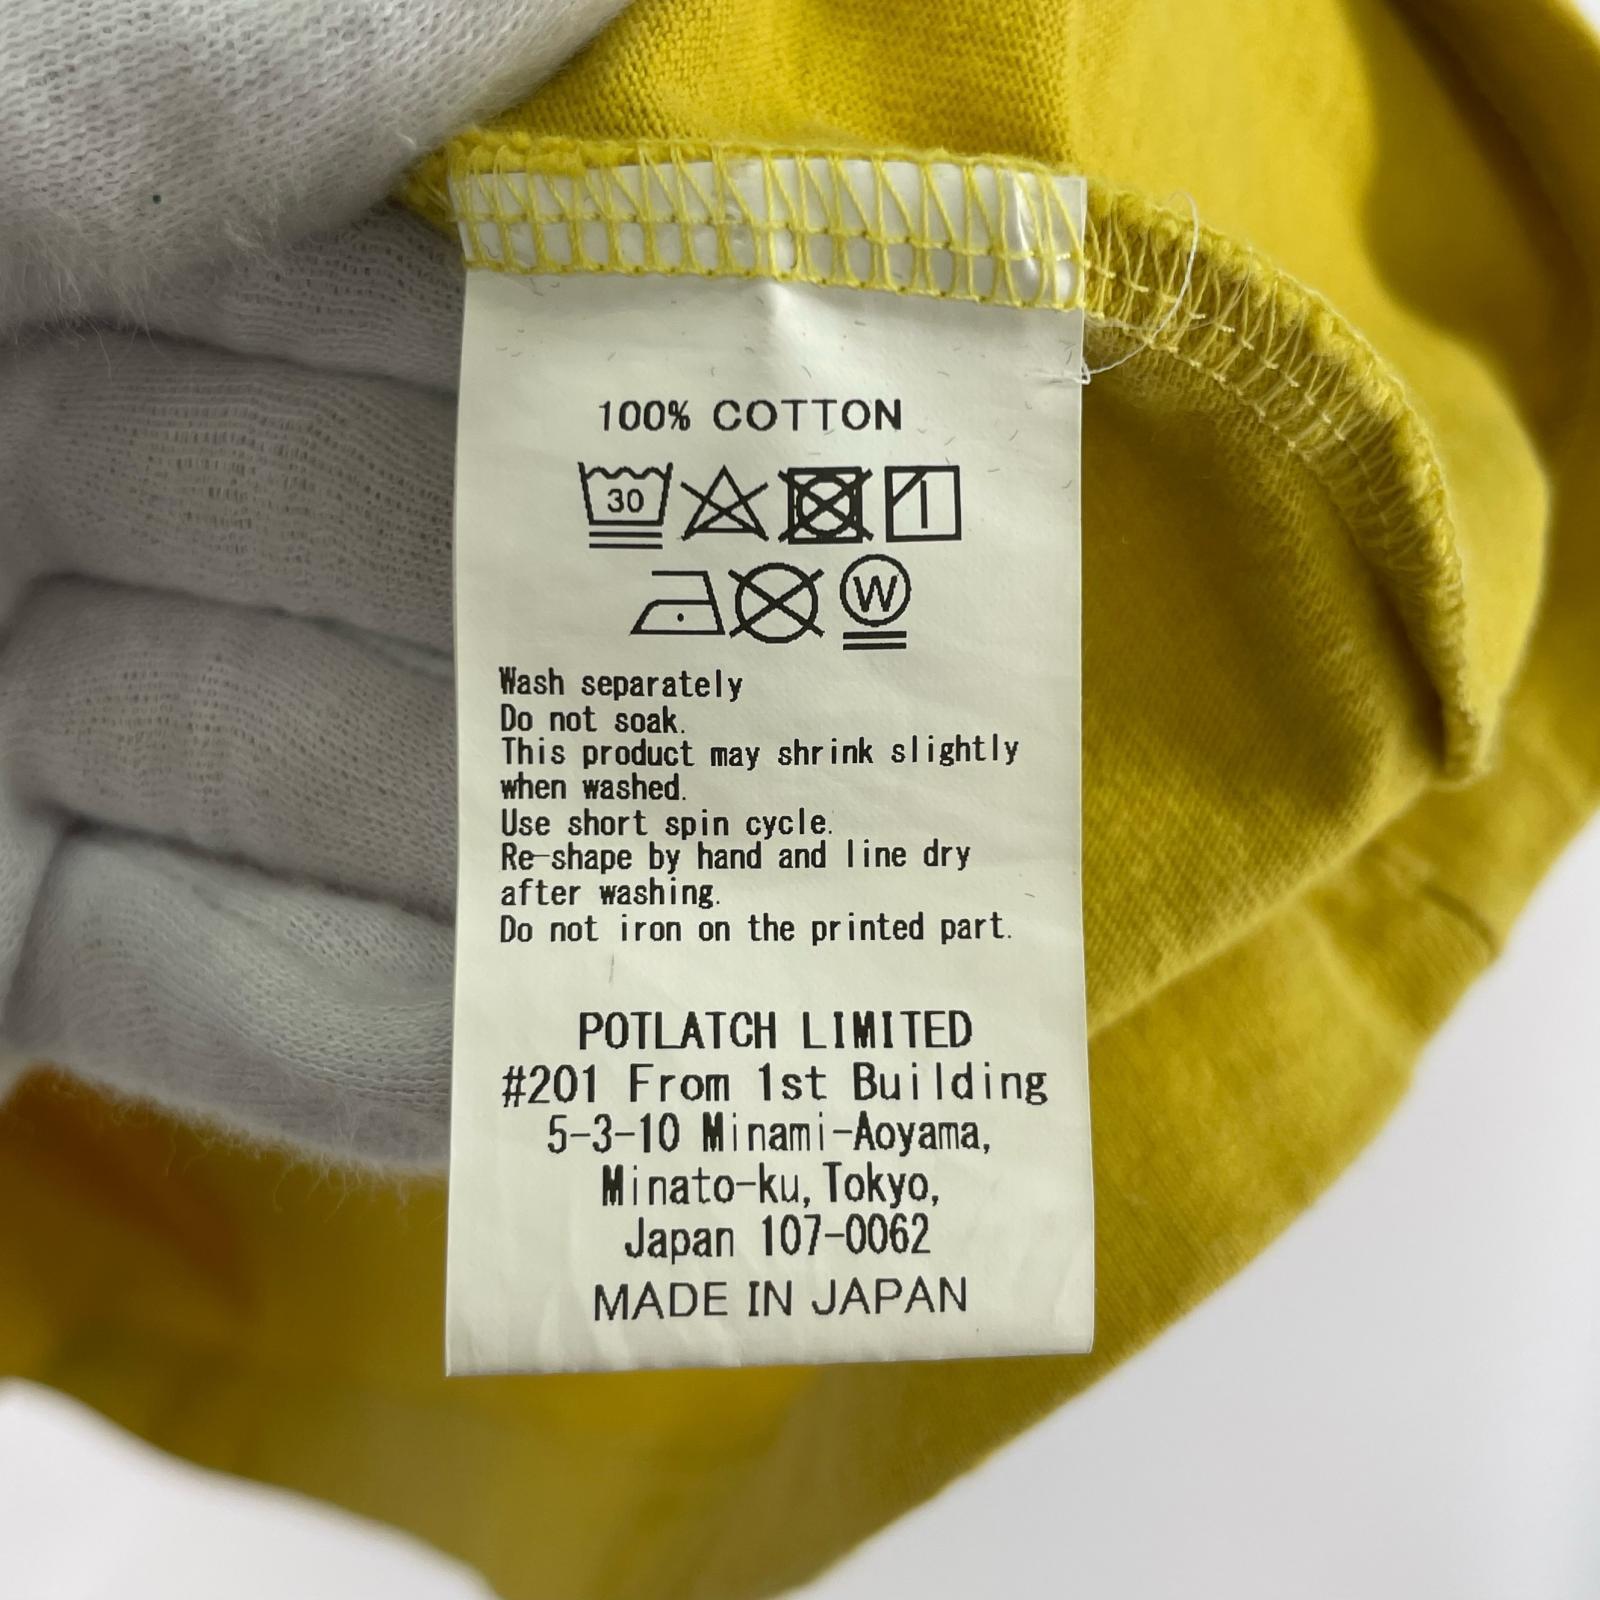 100% COTTON
30
W
Wash separately
Do not soak.
This product may shrink slightly
when washed.
Use short spin cycle.
Re-shape by hand and line dry
after washing.
Do not iron on the printed part.
POTLATCH LIMITED
#201 From 1st Building
5-3-10 Minami-Aoyama,
Minato-ku, Tokyo,
Japan 107-0062
MADE IN JAPAN